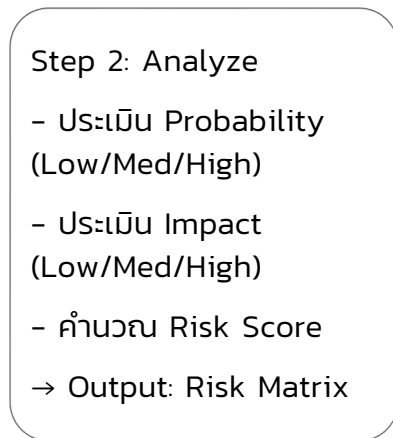 Step 2: Analyze
- ประเมิน Probability
(Low/Med/High)
- ประเมิน Impact
(Low/Med/High)
- คำนวณ Risk Score
→ Output: Risk Matrix